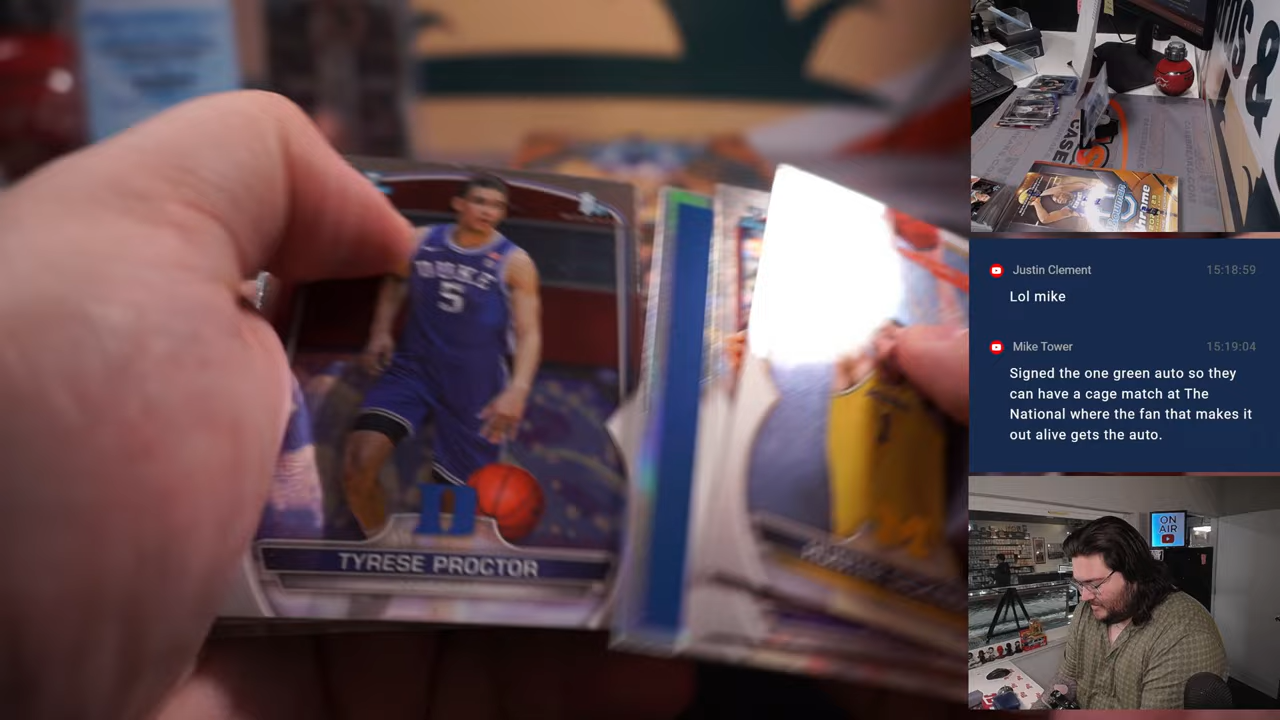 DUKE
5
D
TYRESE PROCTOR
CASE
&
Chrome
Justin Clement 15:18:59
Lol mike
Mike Tower 15:19:04
Signed the one green auto so they
can have a cage match at The
National where the fan that makes it
out alive gets the auto.
ON
AIR